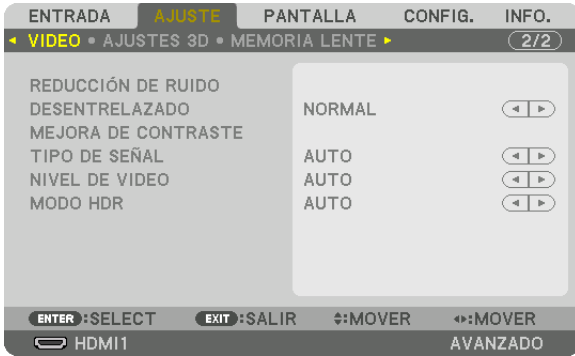 ENTRADA AJUSTE PANTALLA CONFIG. INFO.
VIDEO • AJUSTES 3D • MEMORIA LENTE 2/2
REDUCCIÓN DE RUIDO
DESENTRELAZADO NORMAL
MEJORA DE CONTRASTE
TIPO DE SEÑAL AUTO
NIVEL DE VIDEO AUTO
MODO HDR AUTO
ENTER :SELECT EXIT :SALIR :MOVER :MOVER
HDMI1 AVANZADO